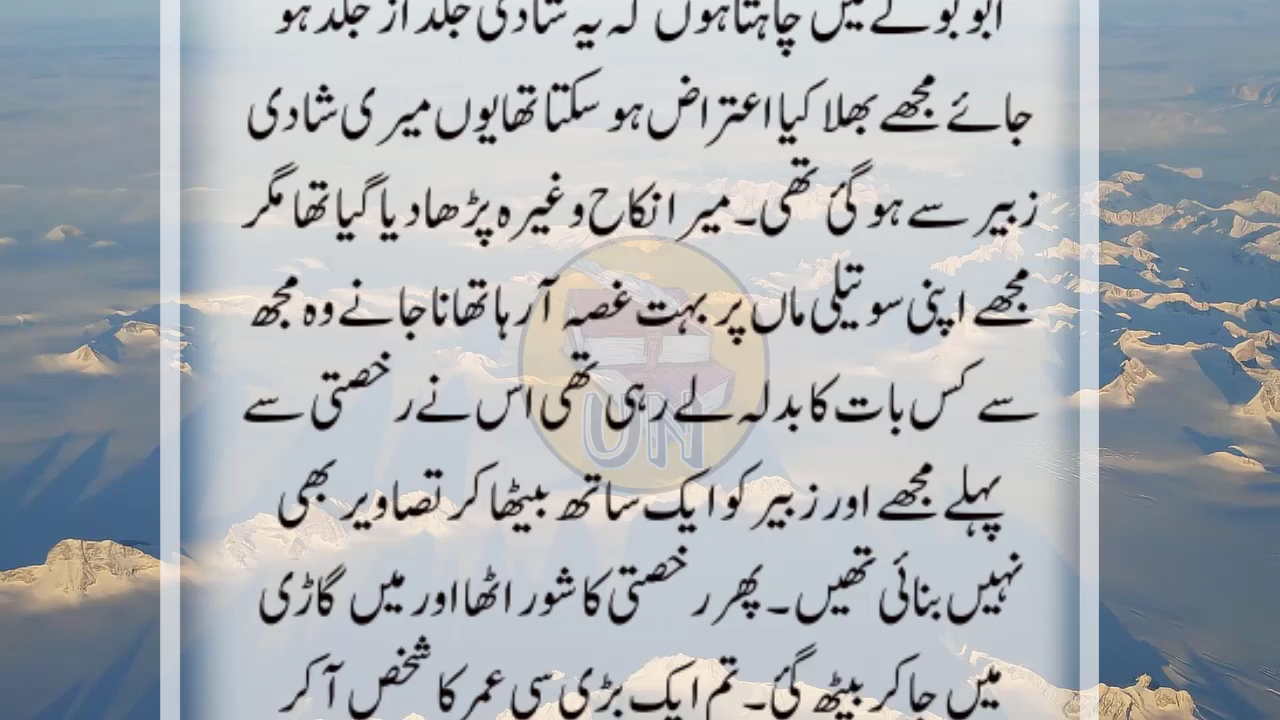 ابو بولے میں چاہتا ہوں کہ یہ شادی جلد از جلد ہو
جائے مجھے بھلا کیا اعتراض ہو سکتا تھا یوں میری شادی
زبیر سے ہو گئی تھی۔ میرا نکاح وغیرہ پڑھا دیا گیا تھا مگر
مجھے اپنی سوتیلی ماں پر بہت غصہ آرہا تھا نا جانے وہ مجھ
سے کس بات کا بدلہ لے رہی تھی اس نے رخصتی سے
پہلے مجھے اور زبیر کو ایک ساتھ بیٹھا کر تصاویر بھی
نہیں بنائی تھیں۔ پھر رخصتی کا شور اٹھا اور میں گاڑی
میں جا کر بیٹھ گئی۔ تم ایک بڑی سی عمر کا شخص آکر
UN